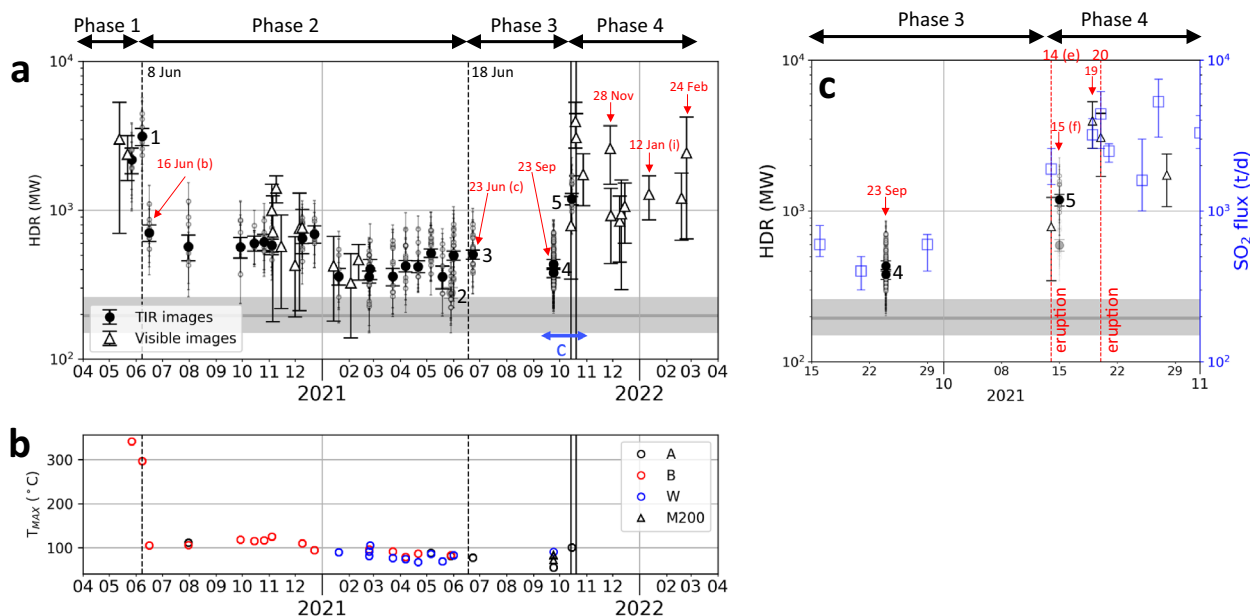 Phase 1
Phase 2
Phase 3
Phase 4
a
8 Jun
18 Jun
24 Feb
28 Nov
12 Jan (i)
16 Jun (b)
23 Jun (c)
23 Sep
1
2
3
4
5
HDR (MW)
10⁴
10³
10²
TIR images
Visible images
C
04 05 06 07 08 09 10 11 12 02 03 04 05 06 07 08 09 10 11 12 02 03 04
2021 2022
b
T_MAX (°C)
300
200
100
A
B
W
M200
04 05 06 07 08 09 10 11 12 02 03 04 05 06 07 08 09 10 11 12 02 03 04
2021 2022
Phase 3
Phase 4
c
14 (e) 20
19
15 (f)
23 Sep
4
5
eruption
eruption
HDR (MW)
10⁴
10³
10²
SO₂ flux (t/d)
10⁴
10³
10²
15 22 29 10 08 15 22 29 11
2021